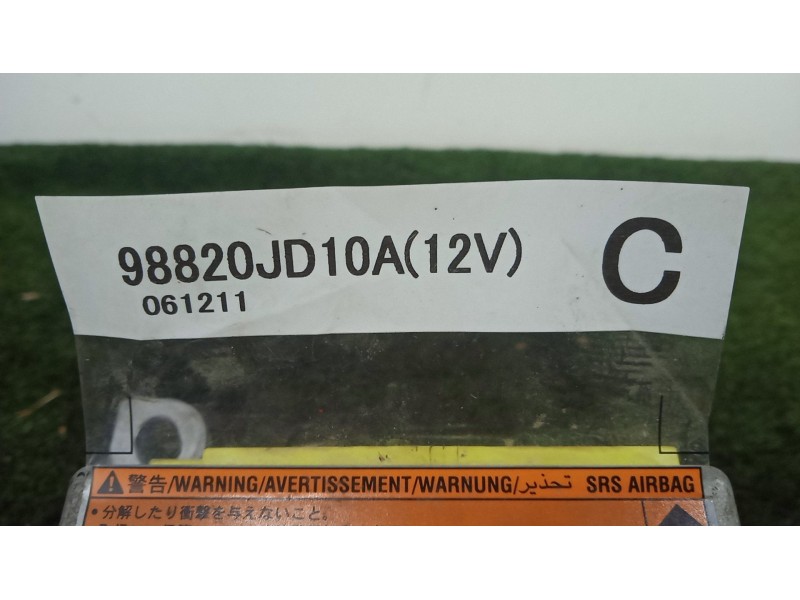 98820JD10A(12V) C
061211
警告/WARNING/AVERTISSEMENT/WARNUNG/تحذير SRS AIRBAG
・分解したり衝撃を与えないこと。